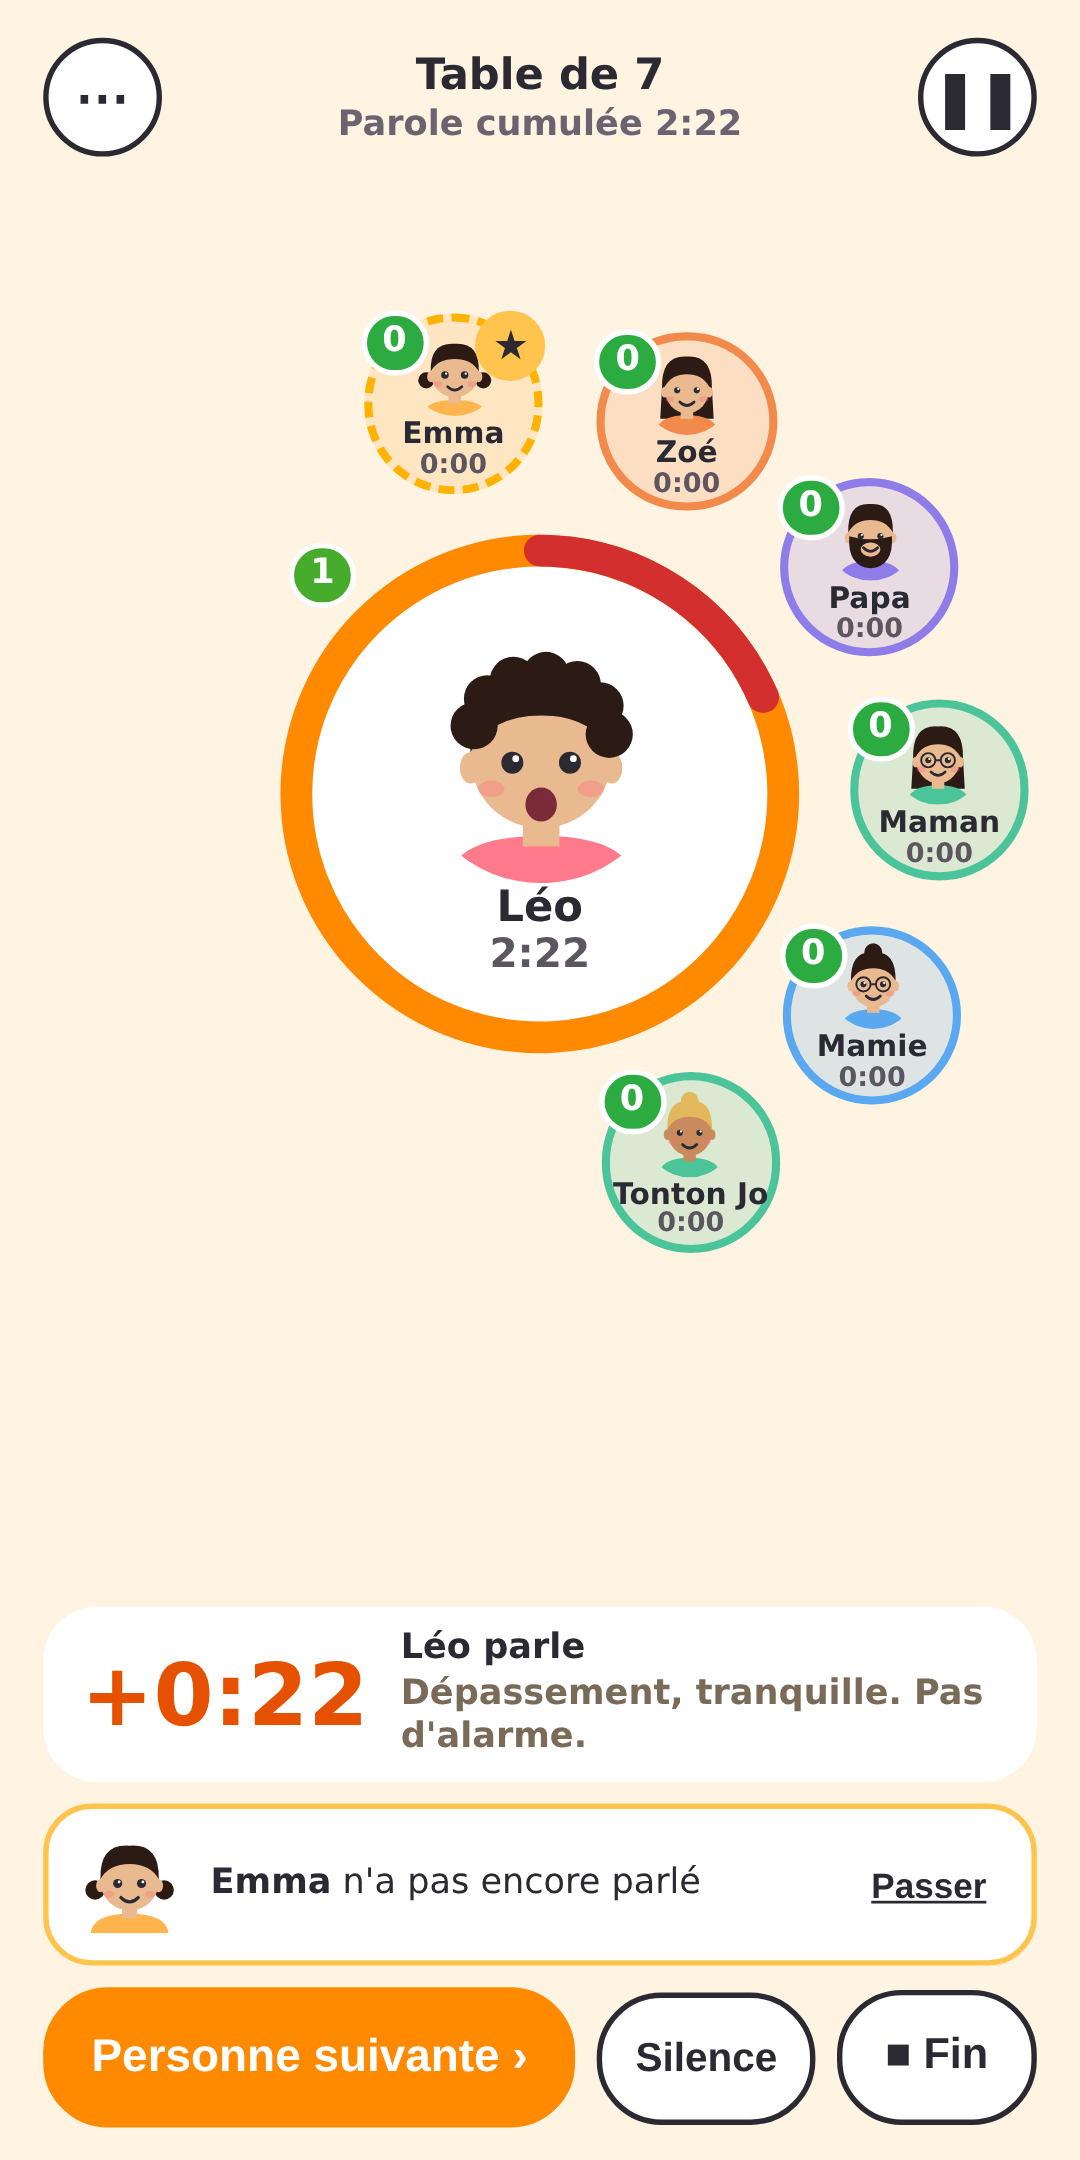 ...
Table de 7
Parole cumulée 2:22
0
★
Emma
0:00
0
Zoé
0:00
0
Papa
0:00
1
0
Maman
0:00
Léo
2:22
0
Mamie
0:00
0
Tonton Jo
0:00
+0:22
Léo parle
Dépassement, tranquille. Pas
d'alarme.
Emma n'a pas encore parlé
Passer
Personne suivante ›
Silence
■ Fin